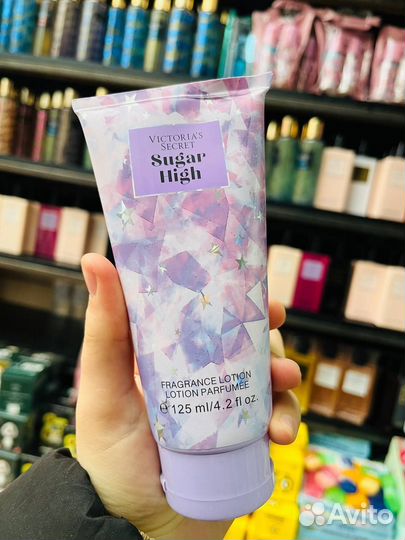 VICTORIA'S
SECRET
Sugar
High
FRAGRANCE LOTION
LOTION PARFUMÉE
℮ 125 ml/4.2 fl.oz.
Avito